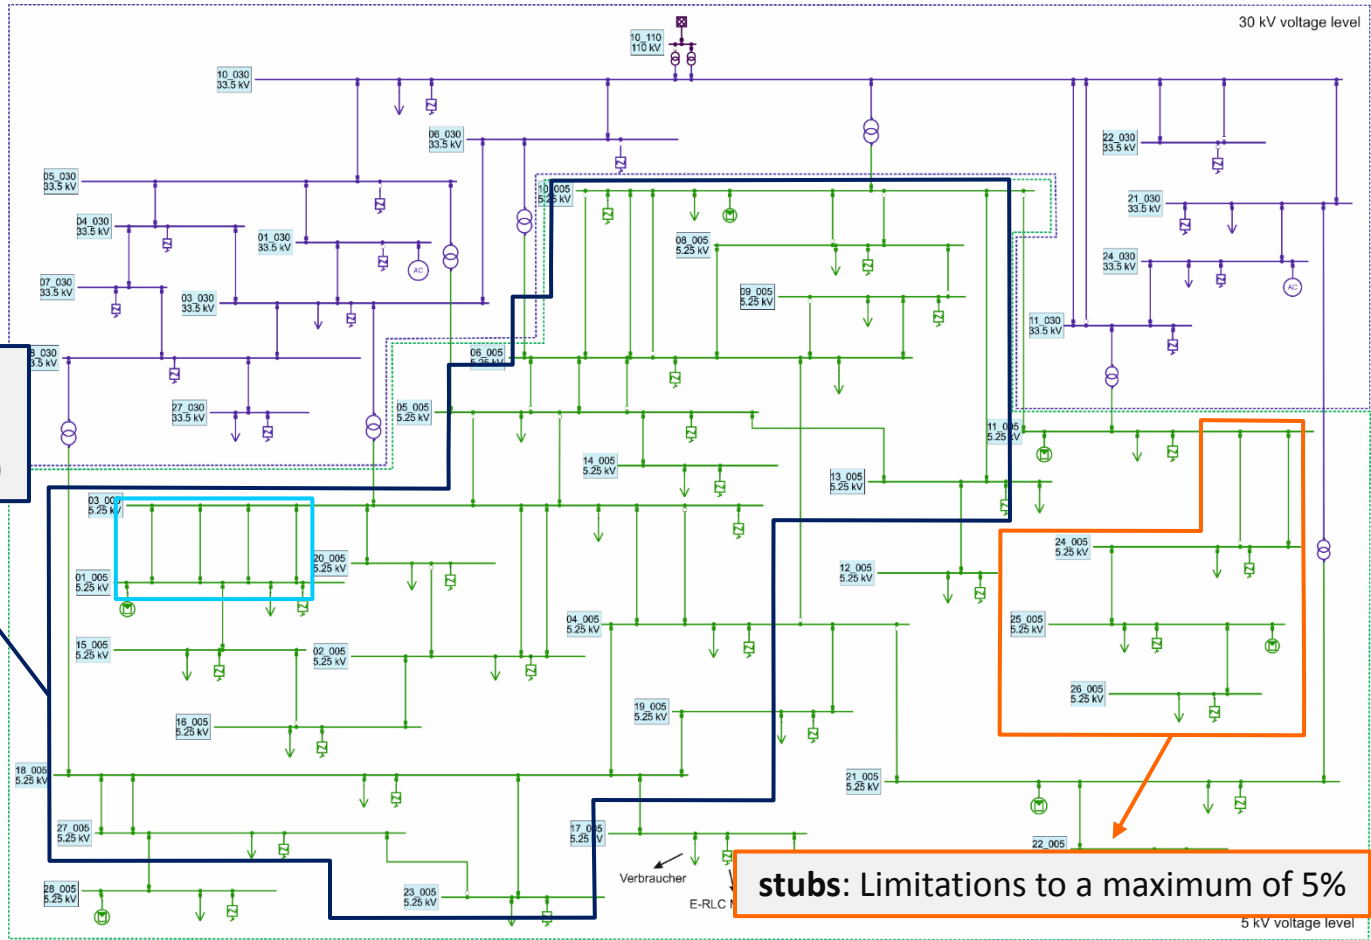 30 kV voltage level
10_110
110 kV
10_030
33.5 kV
06_030
33.5 kV
22_030
33.5 kV
05_030
33.5 kV
10_005
5.25 kV
21_030
33.5 kV
04_030
33.5 kV
01_030
33.5 kV
08_005
5.25 kV
24_030
33.5 kV
AC
AC
07_030
33.5 kV
03_030
33.5 kV
09_005
5.25 kV
11_030
33.5 kV
8_030
3.5 kV
06_005
5.25 kV
27_030
33.5 kV
05_005
5.25 kV
11_005
5.25 kV
14_005
5.25 kV
13_005
5.25 kV
03_005
5.25 kV
24_005
5.25 kV
20_005
5.25 kV
01_005
5.25 kV
12_005
5.25 kV
04_005
5.25 kV
25_005
5.25 kV
15_005
5.25 kV
02_005
5.25 kV
26_005
5.25 kV
19_005
5.25 kV
16_005
5.25 kV
18_005
5.25 kV
21_005
5.25 kV
27_005
5.25 kV
17_005
5.25 kV
22_005
Verbraucher
stubs: Limitations to a maximum of 5%
28_005
5.25 kV
23_005
5.25 kV
E-RLC
5 kV voltage level